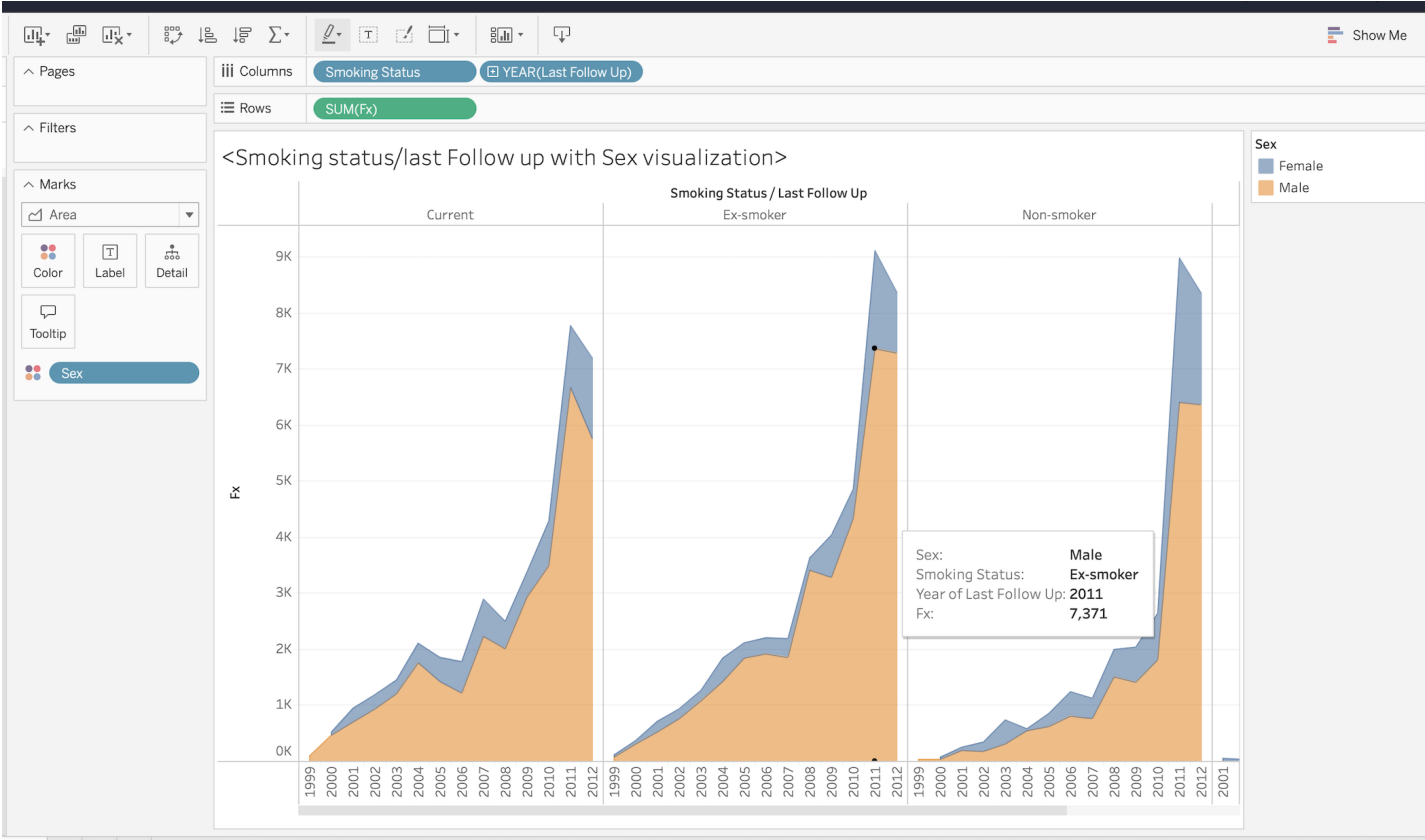 Show Me
Pages
Columns
Smoking Status
YEAR(Last Follow Up)
Rows
SUM(Fx)
Filters
Marks
Area
Color
Label
Detail
Tooltip
Sex
<Smoking status/last Follow up with Sex visualization>
Smoking Status / Last Follow Up
Current
Ex-smoker
Non-smoker
9K
8K
7K
6K
5K
4K
3K
2K
1K
0K
Fx
1999 2000 2001 2002 2003 2004 2005 2006 2007 2008 2009 2010 2011 2012
1999 2000 2001 2002 2003 2004 2005 2006 2007 2008 2009 2010 2011 2012
1999 2000 2001 2002 2003 2004 2005 2006 2007 2008 2009 2010 2011 2012
2001
Sex: Male
Smoking Status: Ex-smoker
Year of Last Follow Up: 2011
Fx: 7,371
Sex
Female
Male